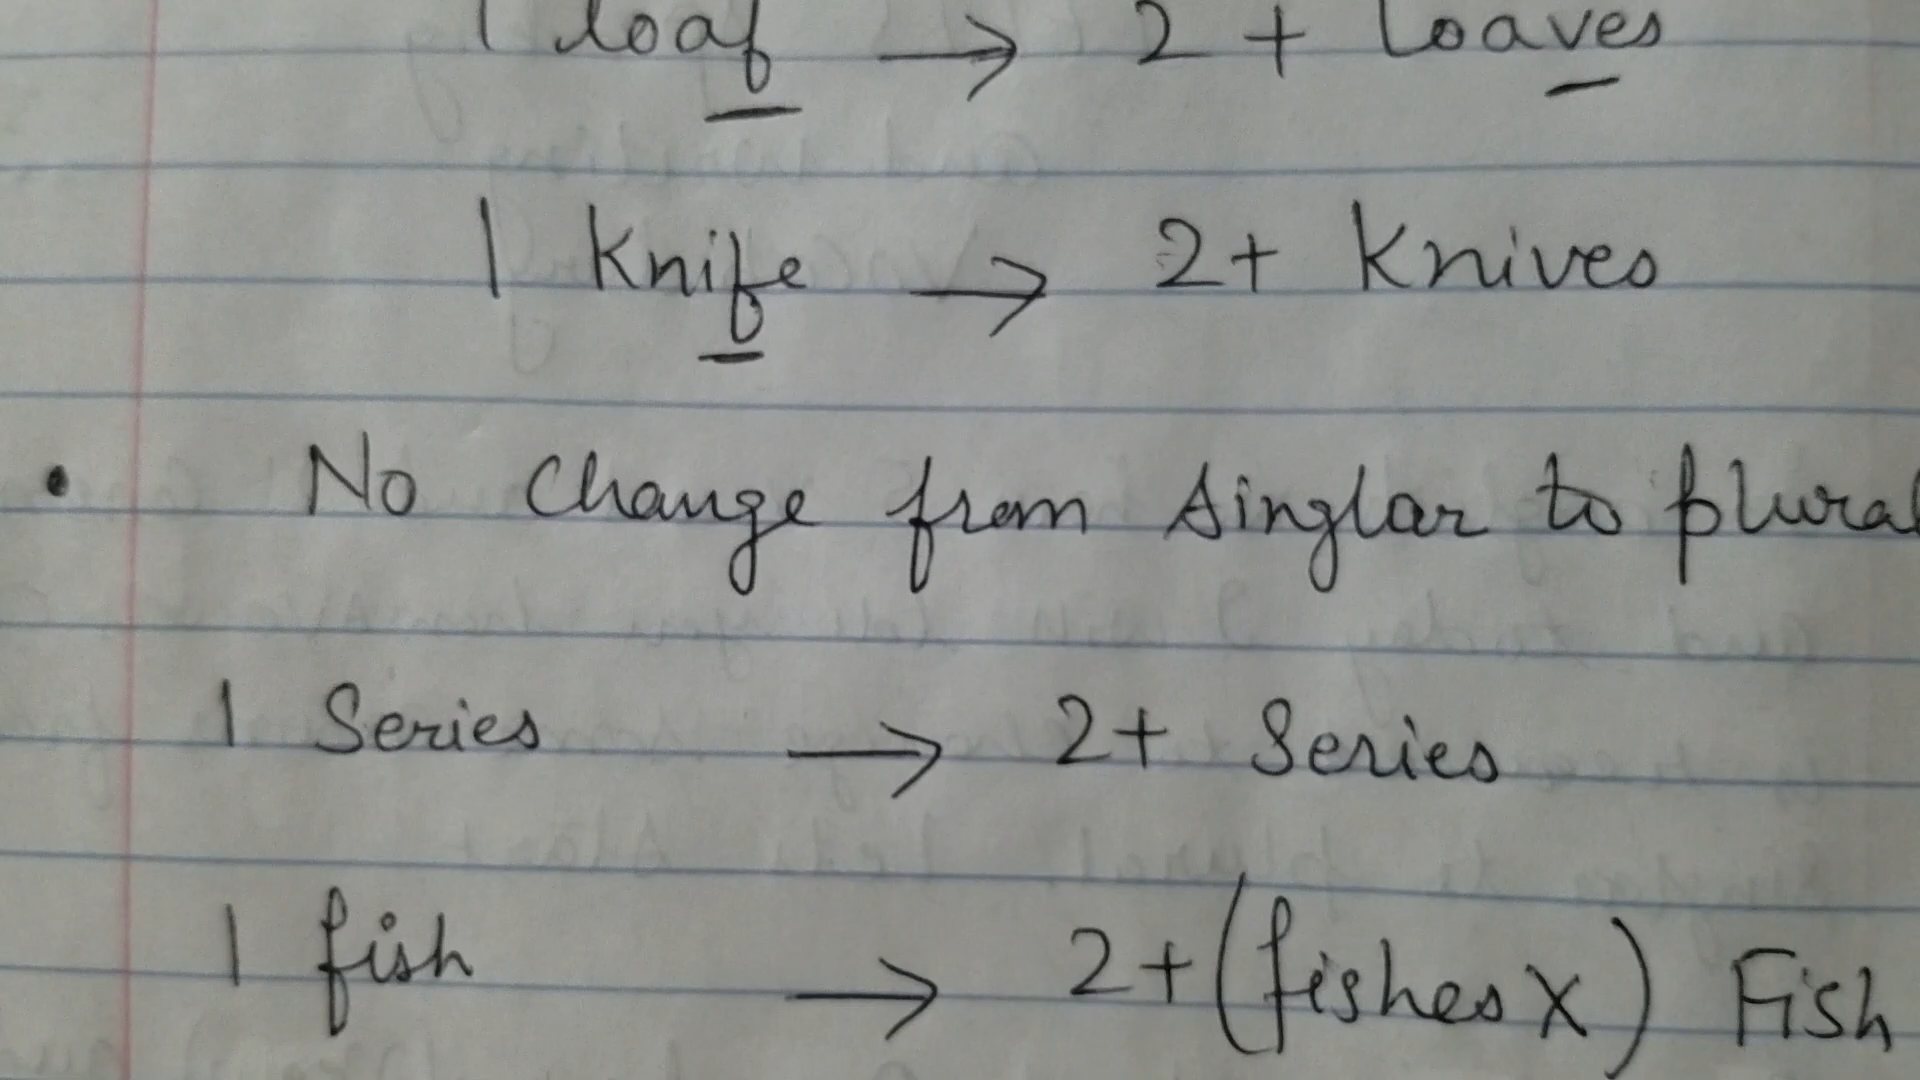 1 loaf → 2 + loaves
1 Knife → 2+ Knives
• No Change from Singlar to plural
1 Series → 2+ Series
1 fish → 2+ (fishes X) Fish